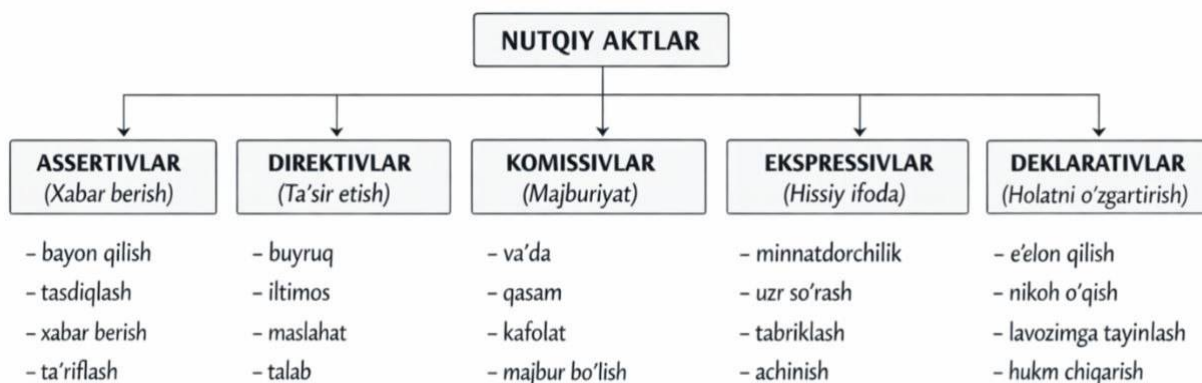 NUTQIY AKTLAR
ASSERTIVLAR
(Xabar berish)
– bayon qilish
– tasdiqlash
– xabar berish
– ta'riflash
DIREKTIVLAR
(Ta'sir etish)
– buyruq
– iltimos
– maslahat
– talab
KOMISSIVLAR
(Majburiyat)
– va'da
– qasam
– kafolat
– majbur bo'lish
EKSPRESSIVLAR
(Hissiy ifoda)
– minnatdorchilik
– uzr so'rash
– tabriklash
– achinish
DEKLARATIVLAR
(Holatni o'zgartirish)
– e'elon qilish
– nikoh o'qish
– lavozimga tayinlash
– hukm chiqarish